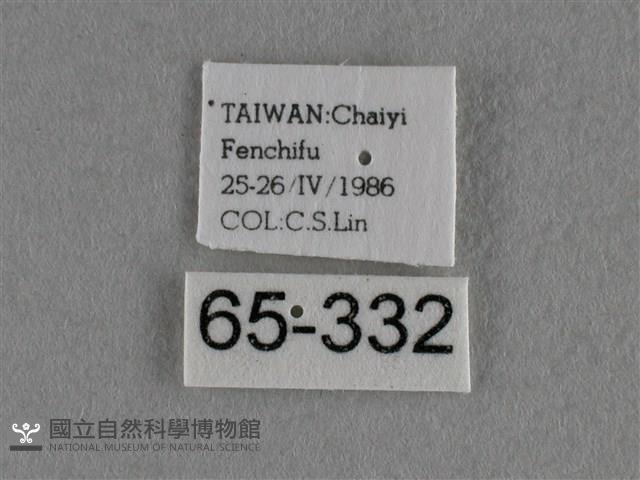 TAIWAN:Chaiyi
Fenchifu
25-26/IV/1986
COL:C.S.Lin
65-332
國立自然科學博物館
NATIONAL MUSEUM OF NATURAL SCIENCE